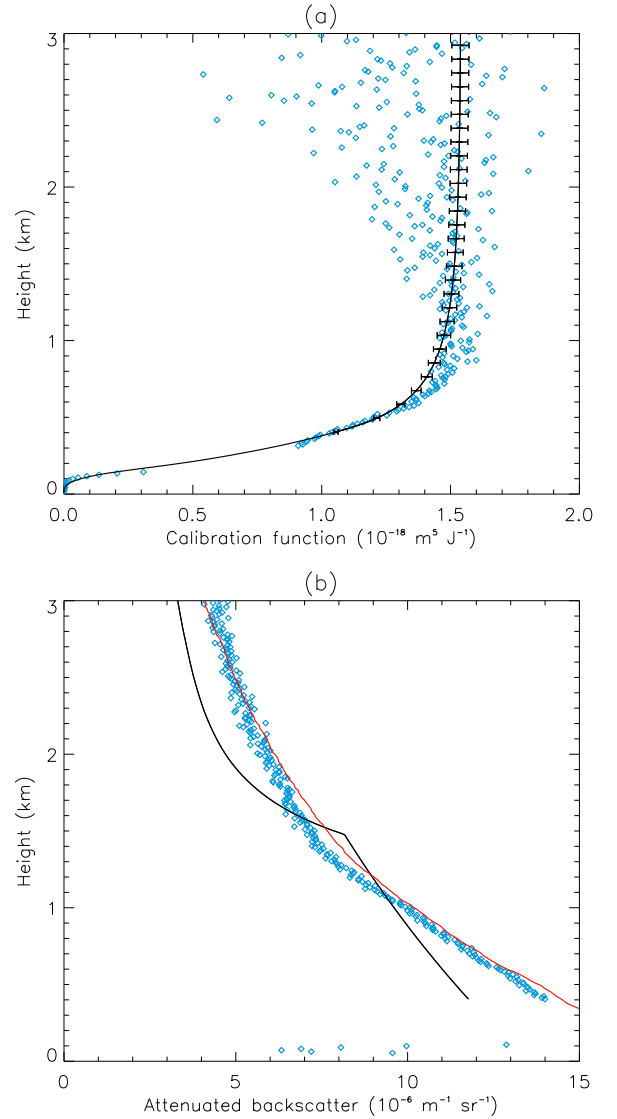 (a)
3
2
1
0
Height (km)
0.0 0.5 1.0 1.5 2.0
Calibration function (10⁻¹⁸ m⁵ J⁻¹)
(b)
3
2
1
0
Height (km)
0 5 10 15
Attenuated backscatter (10⁻⁶ m⁻¹ sr⁻¹)